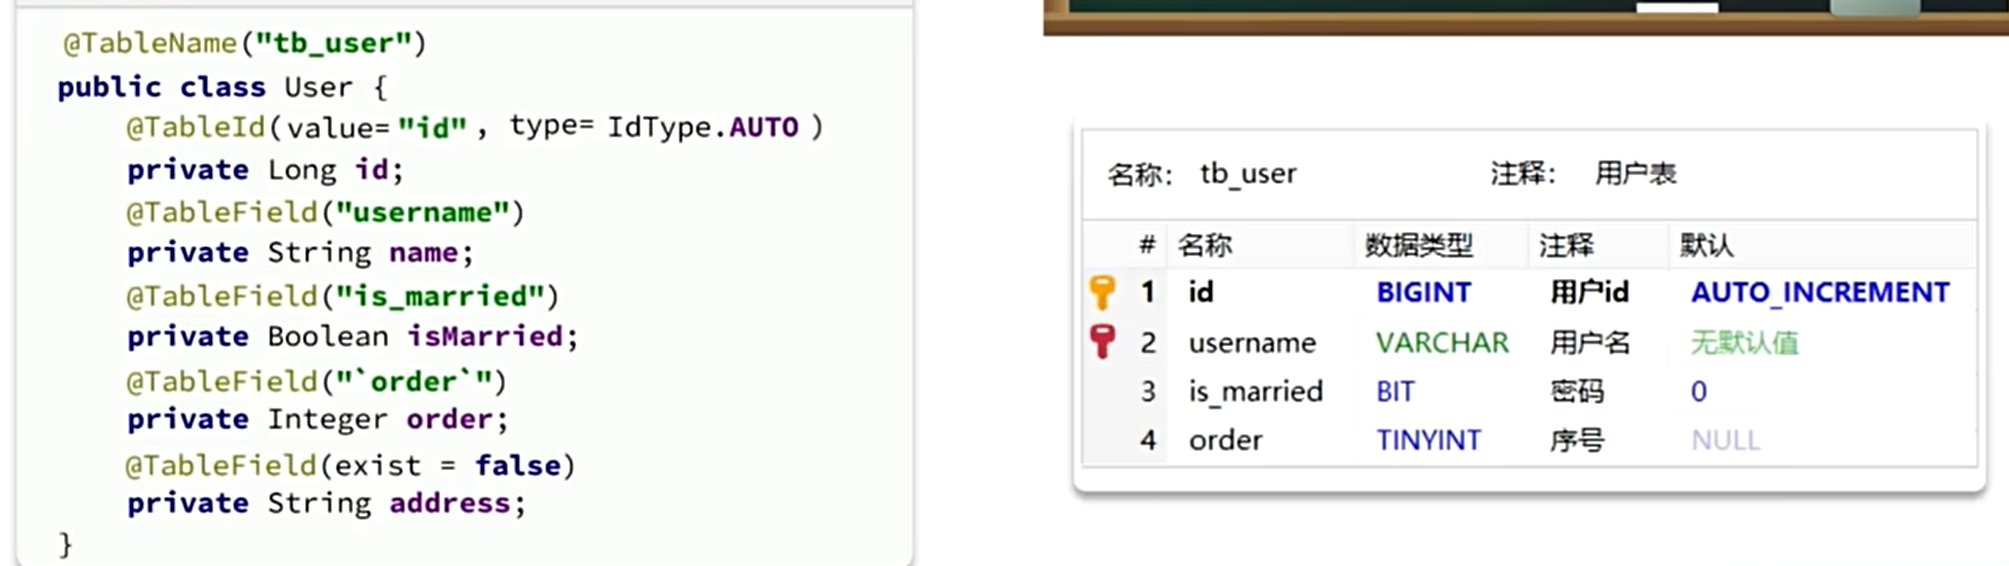 @TableName("tb_user")
public class User {
@TableId(value= "id" , type= IdType.AUTO )
private Long id;
@TableField("username")
private String name;
@TableField("is_married")
private Boolean isMarried;
@TableField("`order`")
private Integer order;
@TableField(exist = false)
private String address;
}
名称： tb_user 注释： 用户表
# 名称 数据类型 注释 默认
1 id BIGINT 用户id AUTO_INCREMENT
2 username VARCHAR 用户名 无默认值
3 is_married BIT 密码 0
4 order TINYINT 序号 NULL